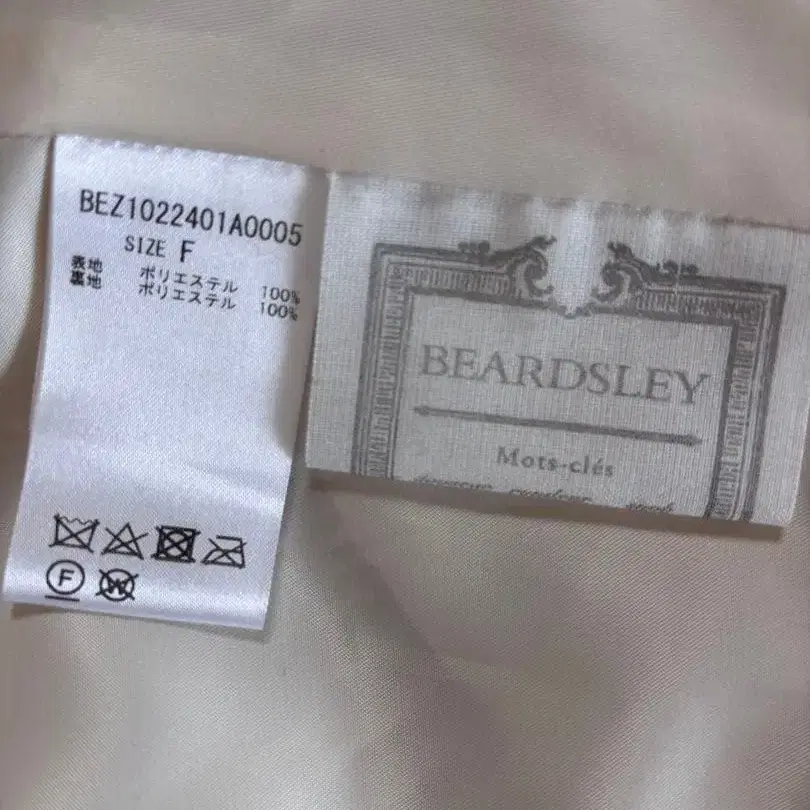 BEZ1022401A0005
SIZE F
表地 ポリエステル 100%
裏地 ポリエステル 100%
F
W
BEARDSLEY
Mots-clés